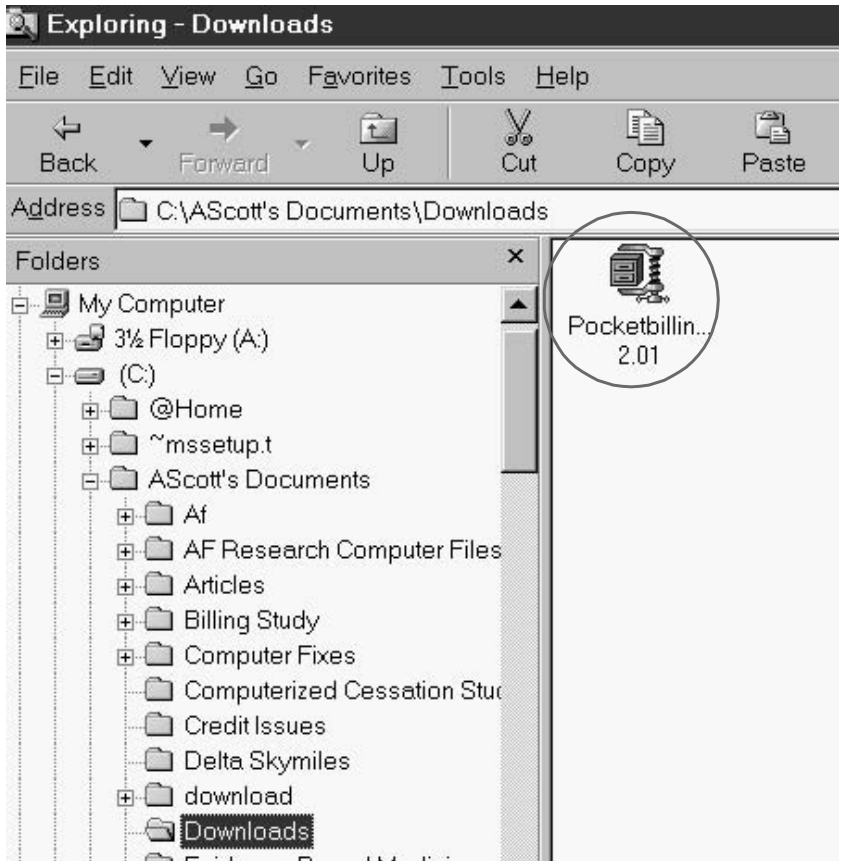 Exploring - Downloads
File Edit View Go Favorites Tools Help
Back Forward Up Cut Copy Paste
Address C:\AScott's Documents\Downloads
Folders ×
My Computer
3½ Floppy (A:)
(C:)
@Home
~mssetup.t
AScott's Documents
Af
AF Research Computer Files
Articles
Billing Study
Computer Fixes
Computerized Cessation
Credit Issues
Delta Skymiles
download
Downloads
Pocketbillin...
2.01